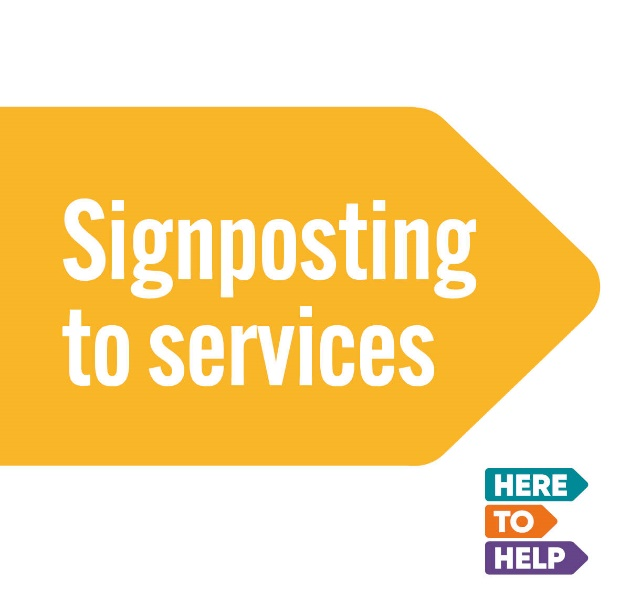 Signposting
to services
HERE
TO
HELP